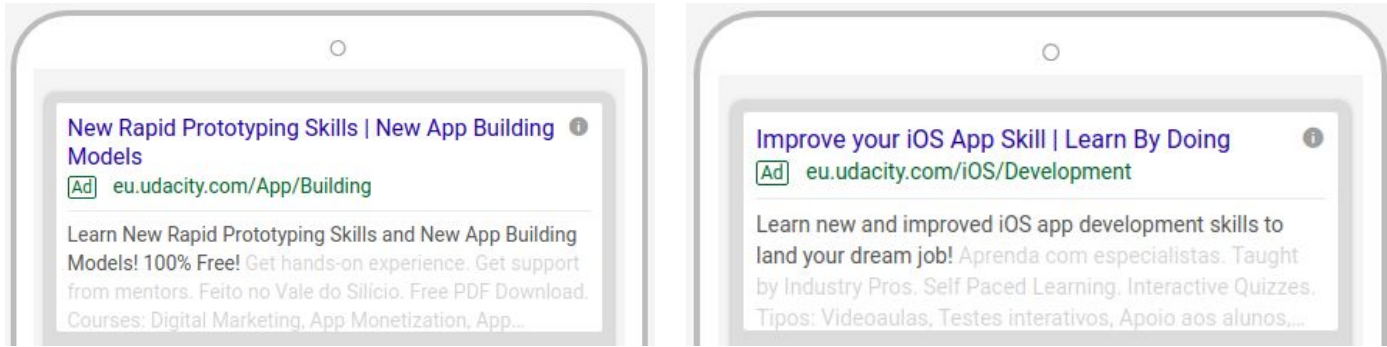 New Rapid Prototyping Skills | New App Building
Models
Ad eu.udacity.com/App/Building
Learn New Rapid Prototyping Skills and New App Building
Models! 100% Free! Get hands-on experience. Get support
from mentors. Feito no Vale do Silício. Free PDF Download.
Courses: Digital Marketing, App Monetization, App...
Improve your iOS App Skill | Learn By Doing
Ad eu.udacity.com/iOS/Development
Learn new and improved iOS app development skills to
land your dream job! Aprenda com especialistas. Taught
by Industry Pros. Self Paced Learning. Interactive Quizzes.
Tipos: Videoaulas, Testes interativos, Apoio aos alunos,...